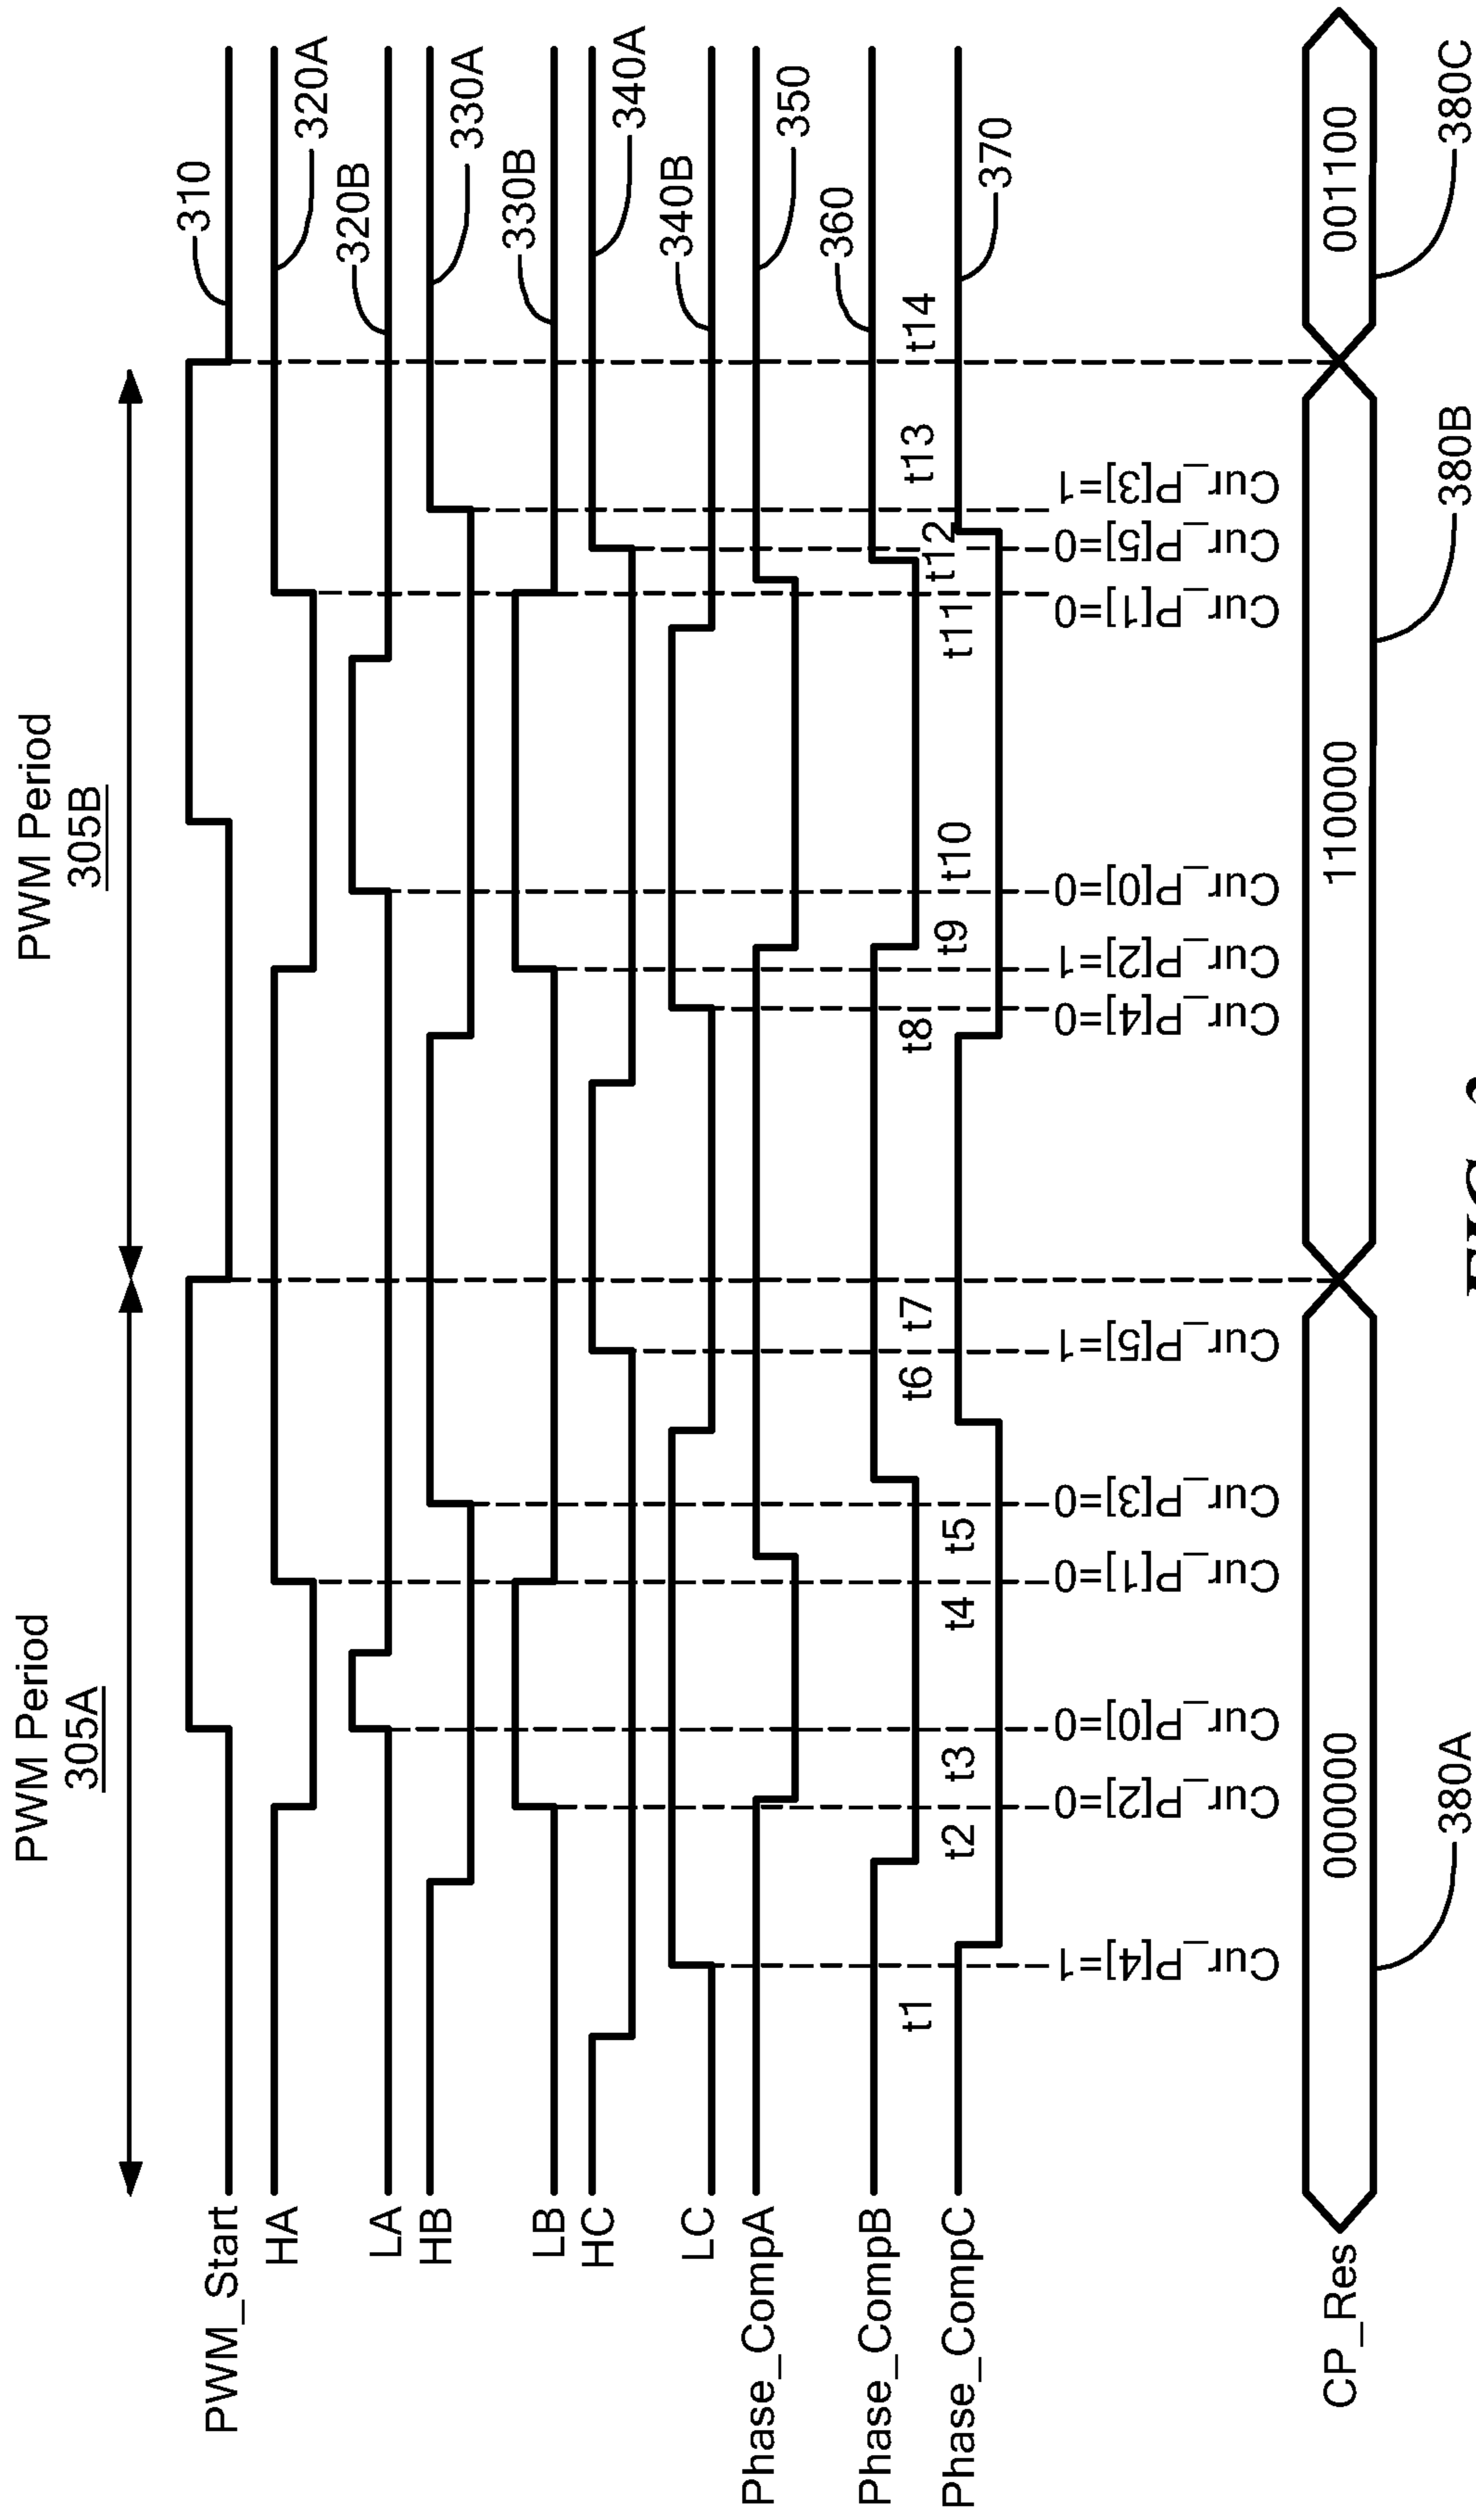 PWM Period
305A
PWM Period
305B
PWM_Start
310
HA
320A
LA
320B
HB
330A
LB
330B
HC
340A
LC
340B
Phase_CompA
350
Phase_CompB
360
Phase_CompC
370
t1
t2
t3
t4
t5
t6
t7
t8
t9
t10
t11
t12
t13
t14
Cur_P[4]=1
Cur_P[2]=0
Cur_P[0]=0
Cur_P[1]=0
Cur_P[3]=0
Cur_P[5]=1
Cur_P[4]=0
Cur_P[2]=1
Cur_P[0]=0
Cur_P[1]=0
Cur_P[5]=0
Cur_P[3]=1
CP_Res
000000
110000
001100
380A
380B
380C